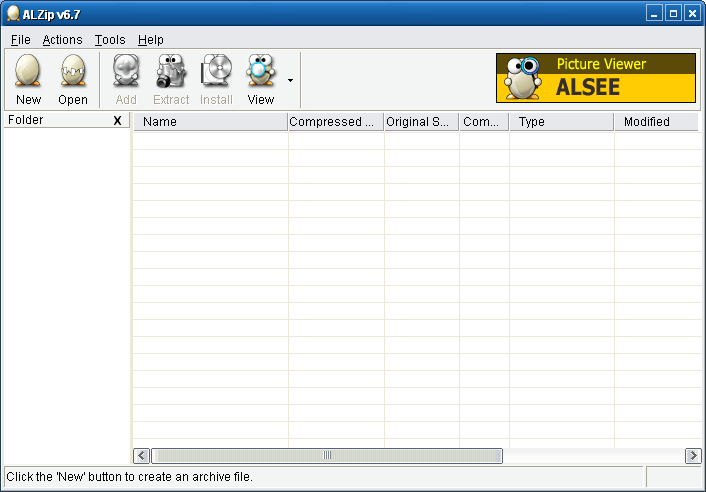 ALZip v6.7
File Actions Tools Help
New Open Add Extract Install View
Picture Viewer
ALSEE
Folder X
Name Compressed ... Original S... Com... Type Modified
Click the 'New' button to create an archive file.